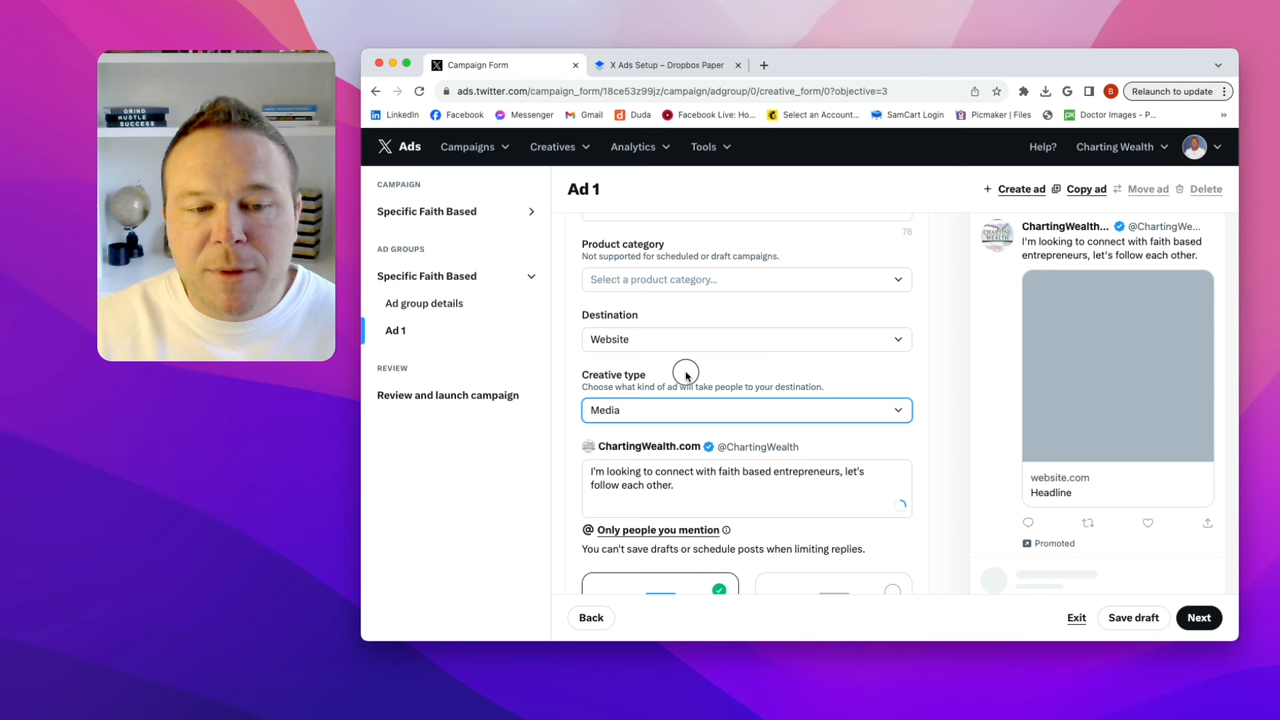 GRIND
HUSTLE
SUCCESS
Campaign Form
X Ads Setup – Dropbox Paper
ads.twitter.com/campaign_form/18ce53z99jz/campaign/adgroup/0/creative_form/0?objective=3
Relaunch to update
LinkedIn
Facebook
Messenger
Gmail
Duda
Facebook Live: Ho...
Select an Account...
SamCart Login
Picmaker | Files
Doctor Images - P...
X Ads
Campaigns
Creatives
Analytics
Tools
Help?
Charting Wealth
CAMPAIGN
Specific Faith Based
AD GROUPS
Specific Faith Based
Ad group details
Ad 1
REVIEW
Review and launch campaign
Ad 1
+ Create ad
Copy ad
Move ad
Delete
76
Product category
Not supported for scheduled or draft campaigns.
Select a product category...
Destination
Website
Creative type
Choose what kind of ad will take people to your destination.
Media
ChartingWealth.com @ChartingWealth
I'm looking to connect with faith based entrepreneurs, let's
follow each other.
@ Only people you mention
You can't save drafts or schedule posts when limiting replies.
ChartingWealth... @ChartingWe...
I'm looking to connect with faith based
entrepreneurs, let's follow each other.
website.com
Headline
Promoted
Back
Exit
Save draft
Next